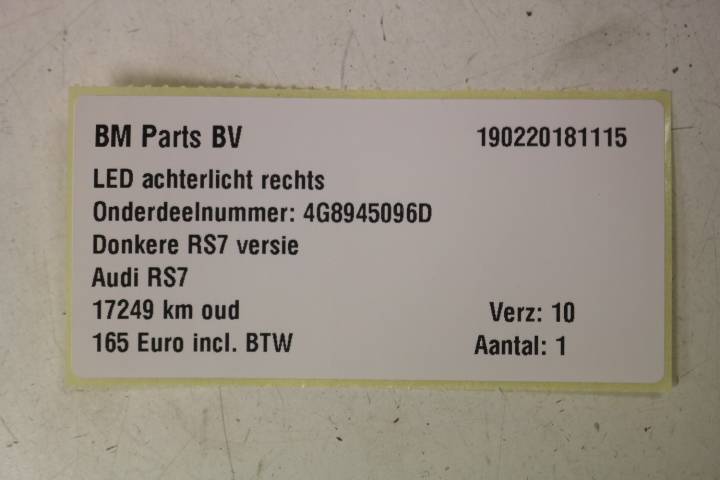 BM Parts BV 190220181115
LED achterlicht rechts
Onderdeelnummer: 4G8945096D
Donkere RS7 versie
Audi RS7
17249 km oud Verz: 10
165 Euro incl. BTW Aantal: 1